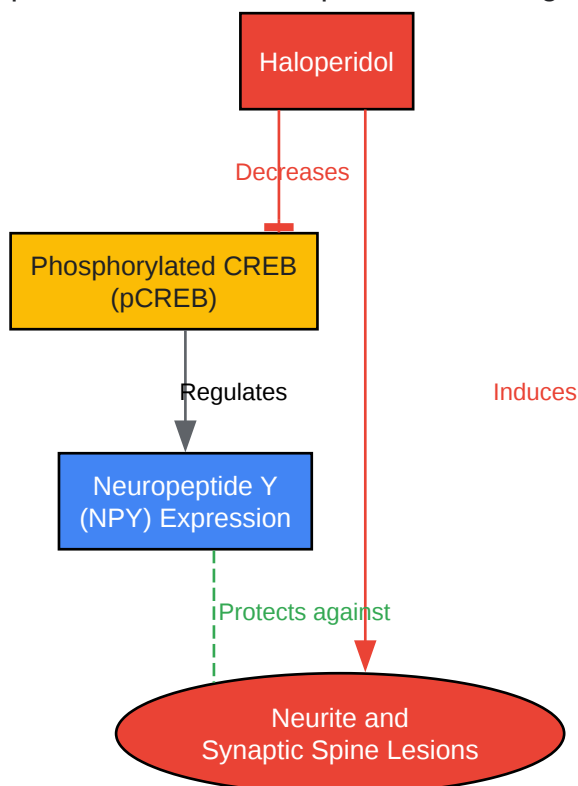 Haloperidol
Decreases
Phosphorylated CREB
(pCREB)
Regulates
Induces
Neuropeptide Y
(NPY) Expression
Protects against
Neurite and
Synaptic Spine Lesions